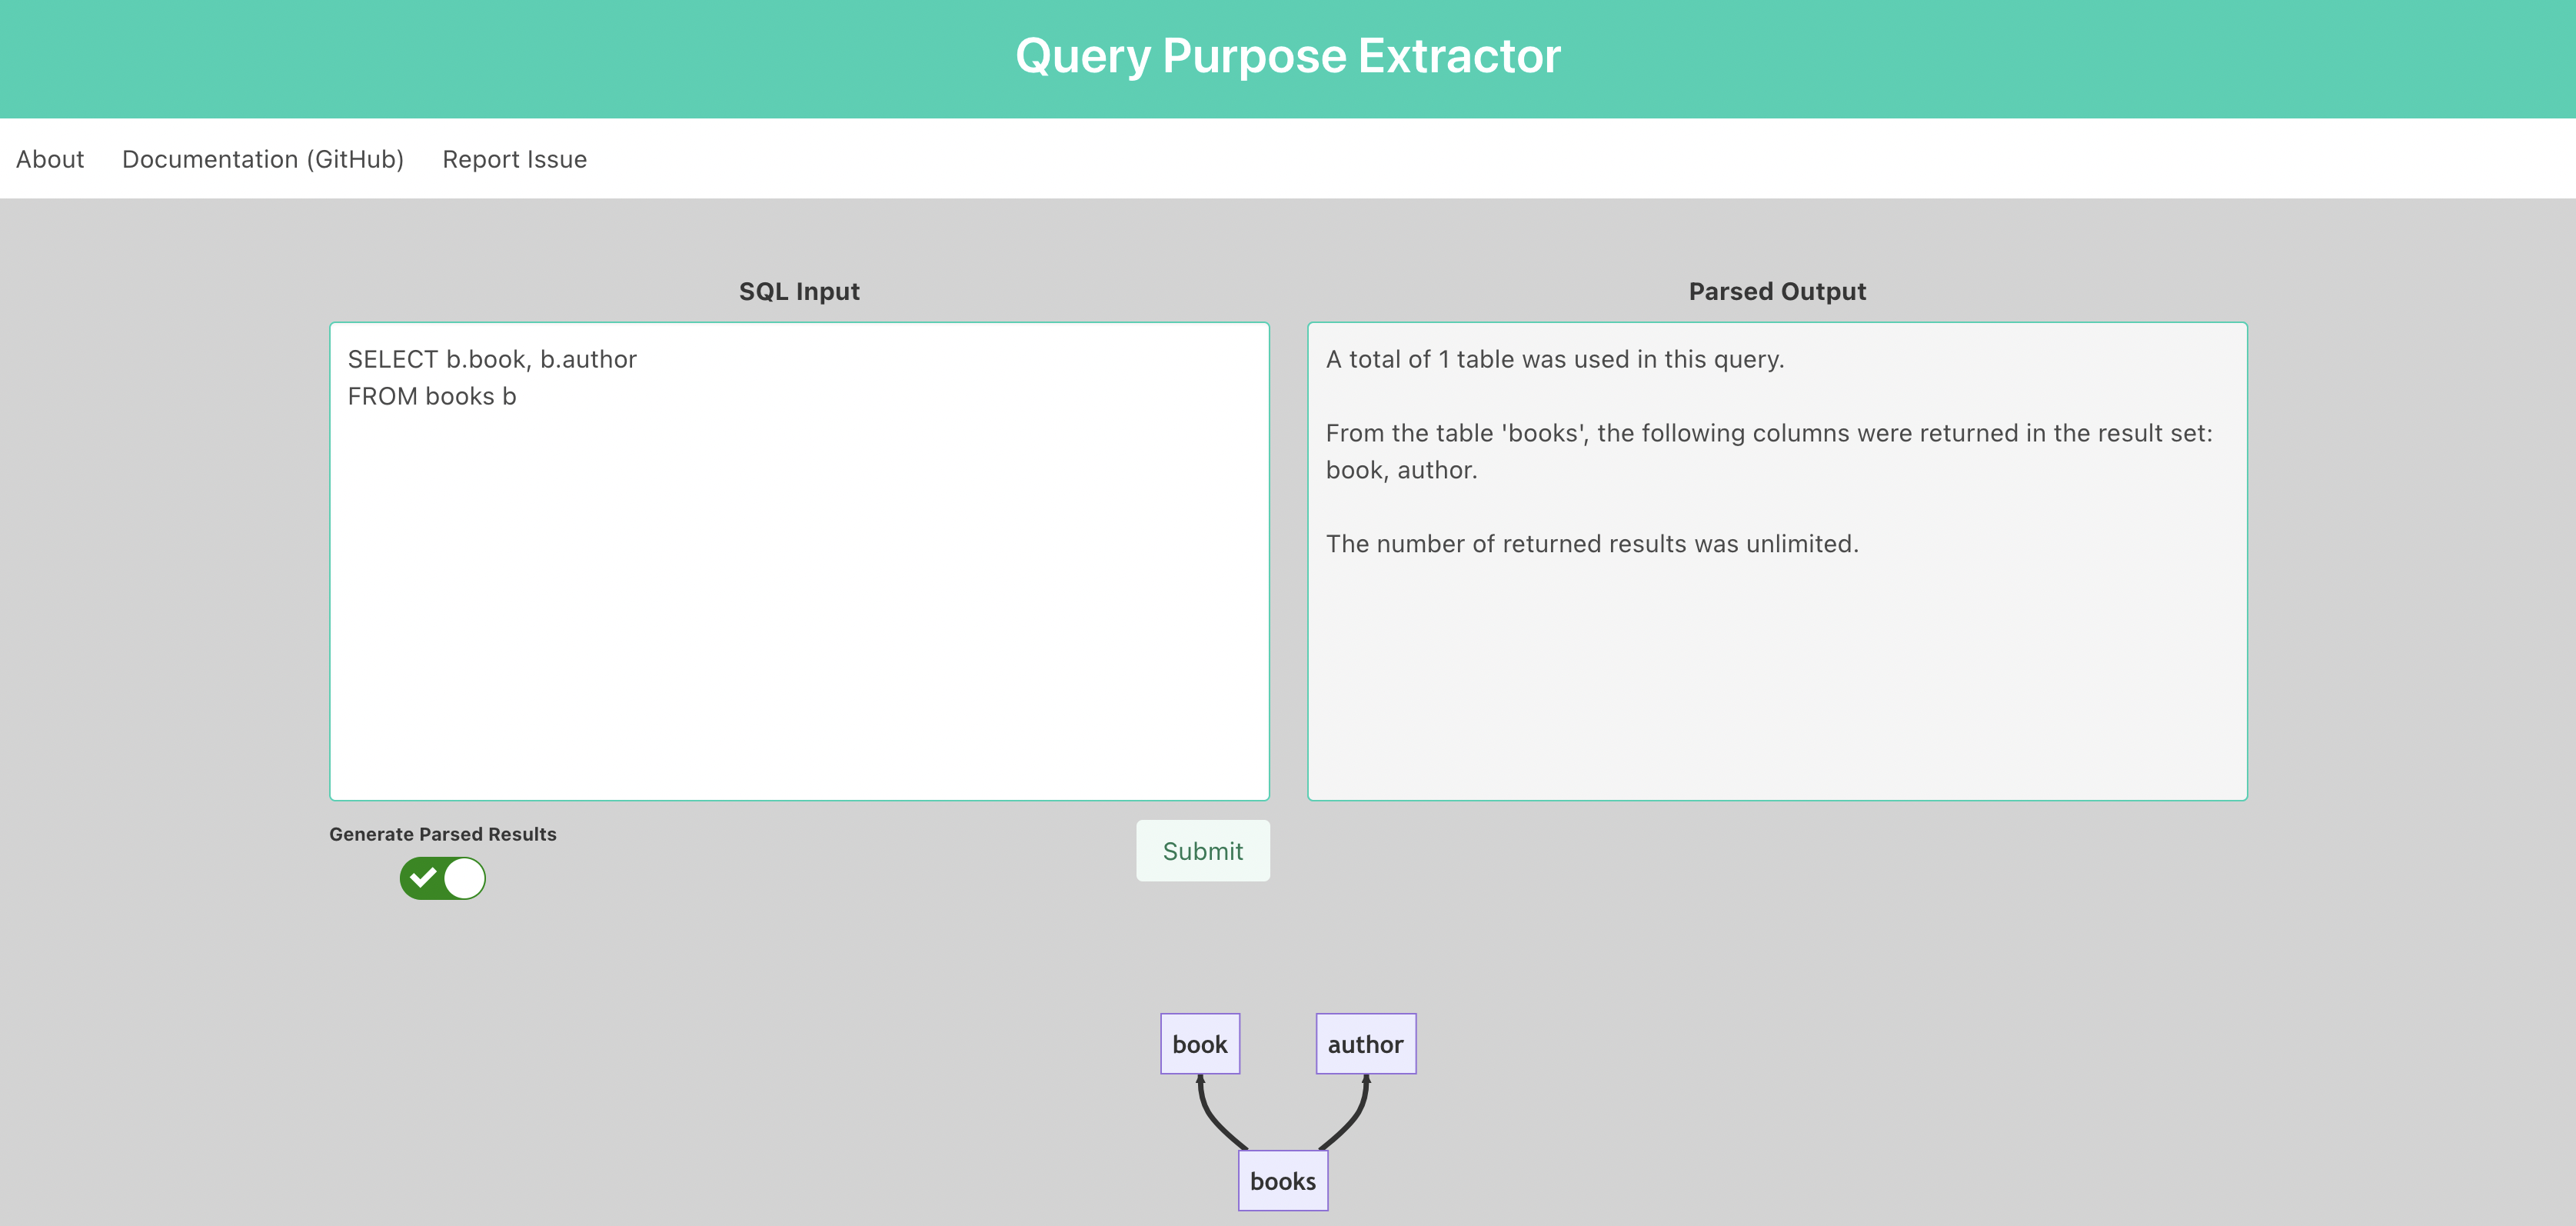 Query Purpose Extractor
About
Documentation (GitHub)
Report Issue
SQL Input
SELECT b.book, b.author
FROM books b
Parsed Output
A total of 1 table was used in this query.
From the table 'books', the following columns were returned in the result set:
book, author.
The number of returned results was unlimited.
Generate Parsed Results
Submit
book
author
books